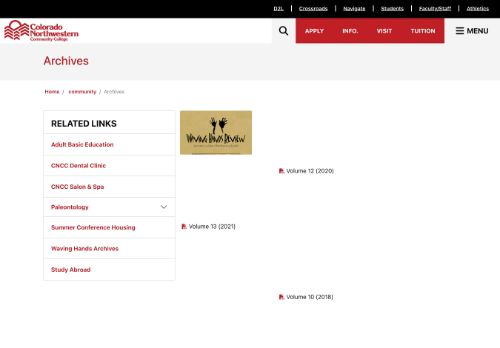 D2L | Crossroads | Navigate | Students | Faculty/Staff | Athletics
Colorado
Northwestern
Community College
APPLY INFO. VISIT TUITION MENU
Archives
Home / community / Archives
RELATED LINKS
Adult Basic Education
CNCC Dental Clinic
CNCC Salon & Spa
Paleontology
Summer Conference Housing
Waving Hands Archives
Study Abroad
WAVING HANDS REVIEW
Volume 12 (2020)
Volume 13 (2021)
Volume 10 (2018)